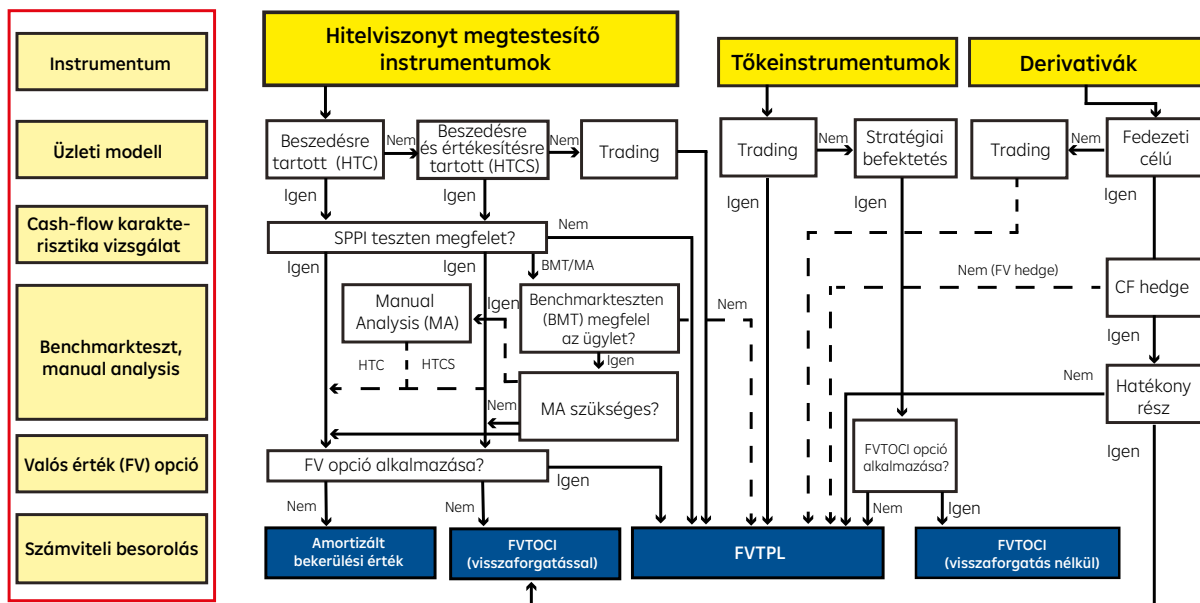 Instrumentum
Üzleti modell
Cash-flow karakte-
risztika vizsgálat
Benchmarkteszt,
manual analysis
Valós érték (FV) opció
Számviteli besorolás
Hitelviszonyt megtestesítő
instrumentumok
Tőkeinstrumentumok
Derivatívák
Beszedésre
tartott (HTC)
Nem
Beszedésre
és értékesítésre
tartott (HTCS)
Nem
Trading
Trading
Nem
Stratégiai
befektetés
Trading
Nem
Fedezeti
célú
Igen
Igen
Igen
Igen
Igen
SPPI teszten megfelet?
Nem
Igen
Igen
BMT/MA
Nem (FV hedge)
CF hedge
Manual
Analysis (MA)
Igen
Benchmarkteszten
(BMT) megfelel
az ügylet?
Nem
Igen
HTC
HTCS
Igen
Nem
MA szükséges?
Nem
Hatékony
rész
FV opció alkalmazása?
Igen
FVTOCI opció
alkalmazása?
Igen
Nem
Nem
Nem
Igen
Amortizált
bekerülési érték
FVTOCI
(visszaforgatással)
FVTPL
FVTOCI
(visszaforgatás nélkül)